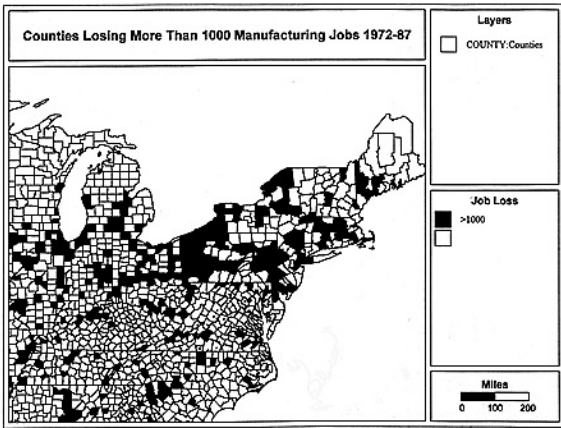 Counties Losing More Than 1000 Manufacturing Jobs 1972-87
Layers
COUNTY:Counties
Job Loss
>1000
Miles
0 100 200